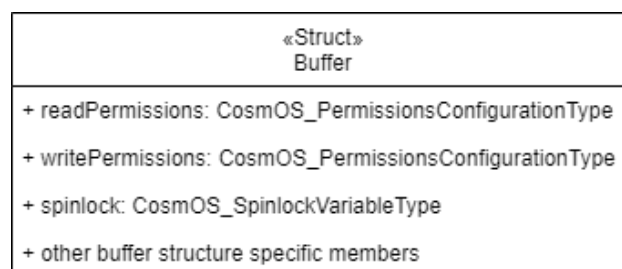 «Struct»
Buffer
+ readPermissions: CosmOS_PermissionsConfigurationType
+ writePermissions: CosmOS_PermissionsConfigurationType
+ spinlock: CosmOS_SpinlockVariableType
+ other buffer structure specific members